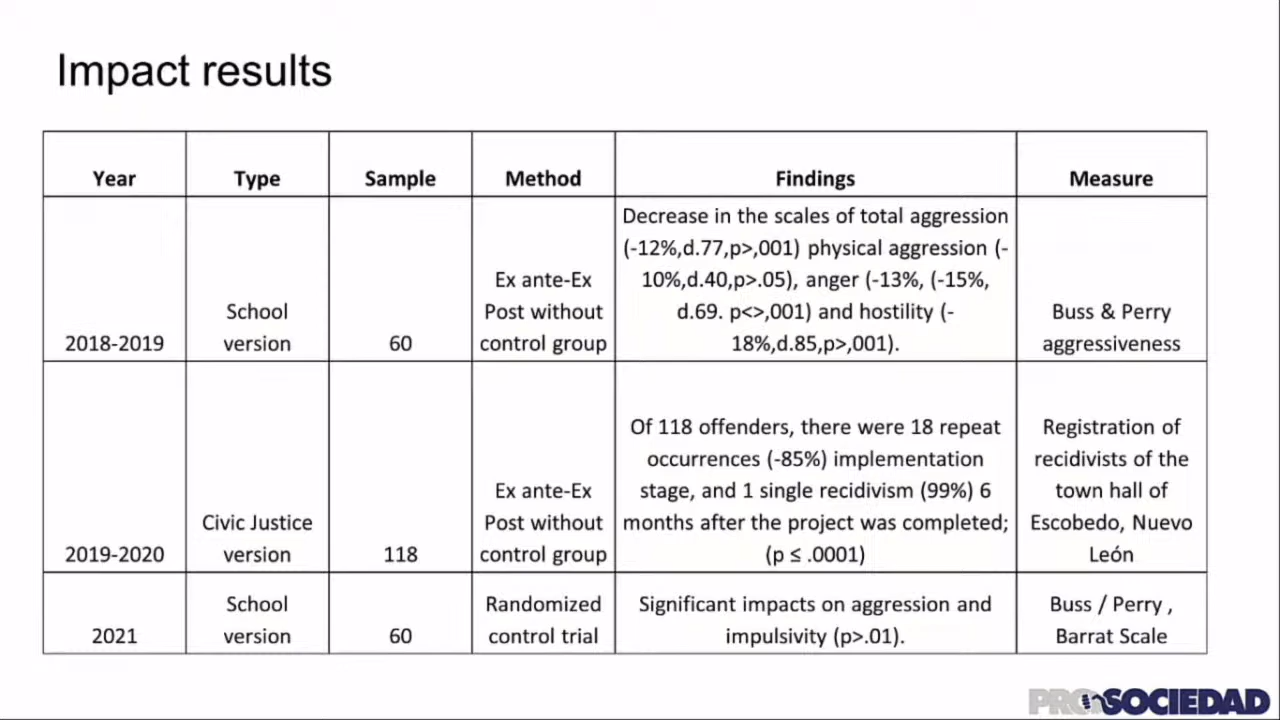 Impact results
Year
Type
Sample
Method
Findings
Measure
2018-2019
School
version
60
Ex ante-Ex
Post without
control group
Decrease in the scales of total aggression
(-12%,d.77,p>,001) physical aggression (-
10%,d.40,p>.05), anger (-13%, (-15%,
d.69. p<>,001) and hostility (-
18%,d.85,p>,001).
Buss & Perry
aggressiveness
2019-2020
Civic Justice
version
118
Ex ante-Ex
Post without
control group
Of 118 offenders, there were 18 repeat
occurrences (-85%) implementation
stage, and 1 single recidivism (99%) 6
months after the project was completed;
(p ≤ .0001)
Registration of
recidivists of the
town hall of
Escobedo, Nuevo
León
2021
School
version
60
Randomized
control trial
Significant impacts on aggression and
impulsivity (p>.01).
Buss / Perry ,
Barrat Scale
PROSOCIEDAD